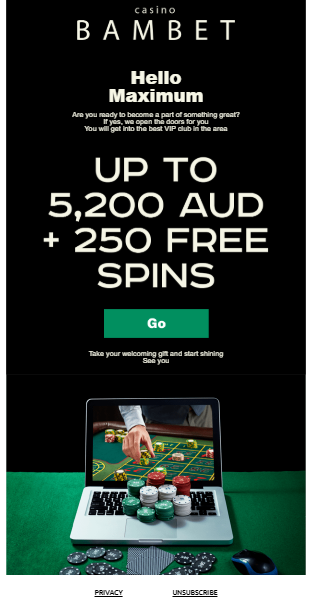 casino
BAMBET
Hello
Maximum
Are you ready to become a part of something great?
If yes, we open the doors for you
You will get into the best VIP club in the area
UP TO
5,200 AUD
+ 250 FREE
SPINS
Go
Take your welcoming gift and start shining
See you
PRIVACY UNSUBSCRIBE